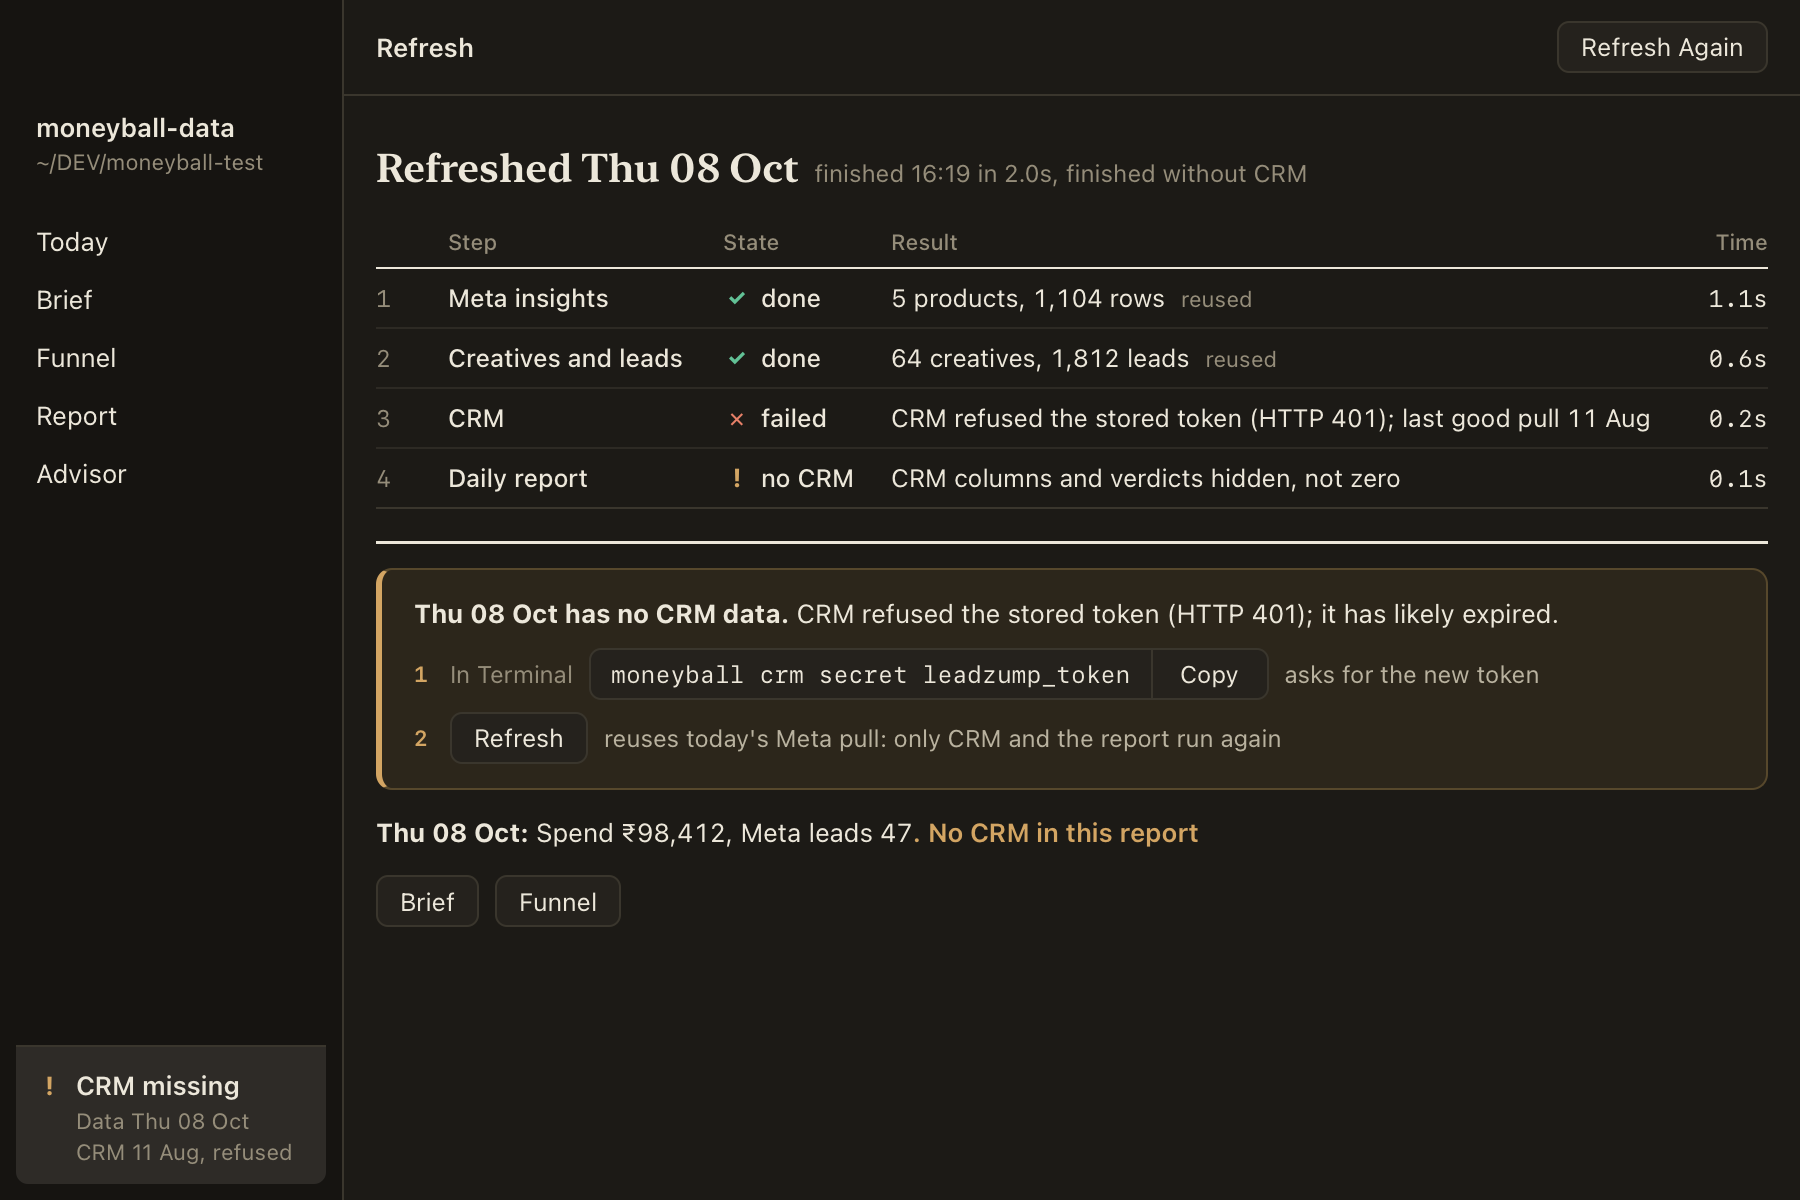 Refresh
Refresh Again
moneyball-data
~/DEV/moneyball-test
Today
Brief
Funnel
Report
Advisor
Refreshed Thu 08 Oct finished 16:19 in 2.0s, finished without CRM
Step State Result Time
1 Meta insights ✓ done 5 products, 1,104 rows reused 1.1s
2 Creatives and leads ✓ done 64 creatives, 1,812 leads reused 0.6s
3 CRM × failed CRM refused the stored token (HTTP 401); last good pull 11 Aug 0.2s
4 Daily report ! no CRM CRM columns and verdicts hidden, not zero 0.1s
Thu 08 Oct has no CRM data. CRM refused the stored token (HTTP 401); it has likely expired.
1 In Terminal moneyball crm secret leadzump_token Copy asks for the new token
2 Refresh reuses today's Meta pull: only CRM and the report run again
Thu 08 Oct: Spend ₹98,412, Meta leads 47. No CRM in this report
Brief Funnel
! CRM missing
Data Thu 08 Oct
CRM 11 Aug, refused